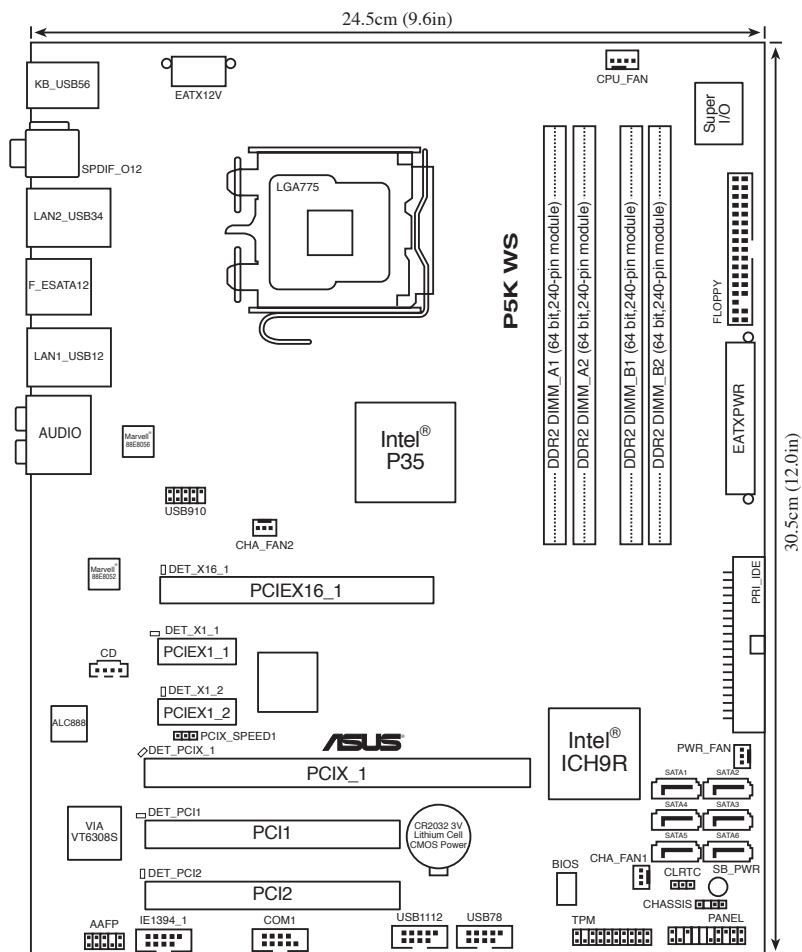 24.5cm (9.6in)
KB_USB56
EATX12V
CPU_FAN
Super
I/O
SPDIF_O12
LGA775
LAN2_USB34
F_ESATA12
LAN1_USB12
AUDIO
P5K WS
DDR2 DIMM_A1 (64 bit,240-pin module)
DDR2 DIMM_A2 (64 bit,240-pin module)
DDR2 DIMM_B1 (64 bit,240-pin module)
DDR2 DIMM_B2 (64 bit,240-pin module)
FLOPPY
EATXPWR
30.5cm (12.0in)
Marvell®
88E8056
Intel®
P35
USB910
CHA_FAN2
Marvell®
88E8052
DET_X16_1
PCIEX16_1
PRI_IDE
DET_X1_1
CD
PCIEX1_1
DET_X1_2
PCIEX1_2
ALC888
PCIX_SPEED1
ASUS®
Intel®
ICH9R
DET_PCIX_1
PCIX_1
PWR_FAN
SATA1
SATA2
SATA4
SATA3
SATA5
SATA6
VIA
VT6308S
DET_PCI1
PCI1
CR2032 3V
Lithium Cell
CMOS Power
DET_PCI2
PCI2
BIOS
CHA_FAN1
CLRTC
SB_PWR
CHASSIS
AAFP
IE1394_1
COM1
USB1112
USB78
TPM
PANEL